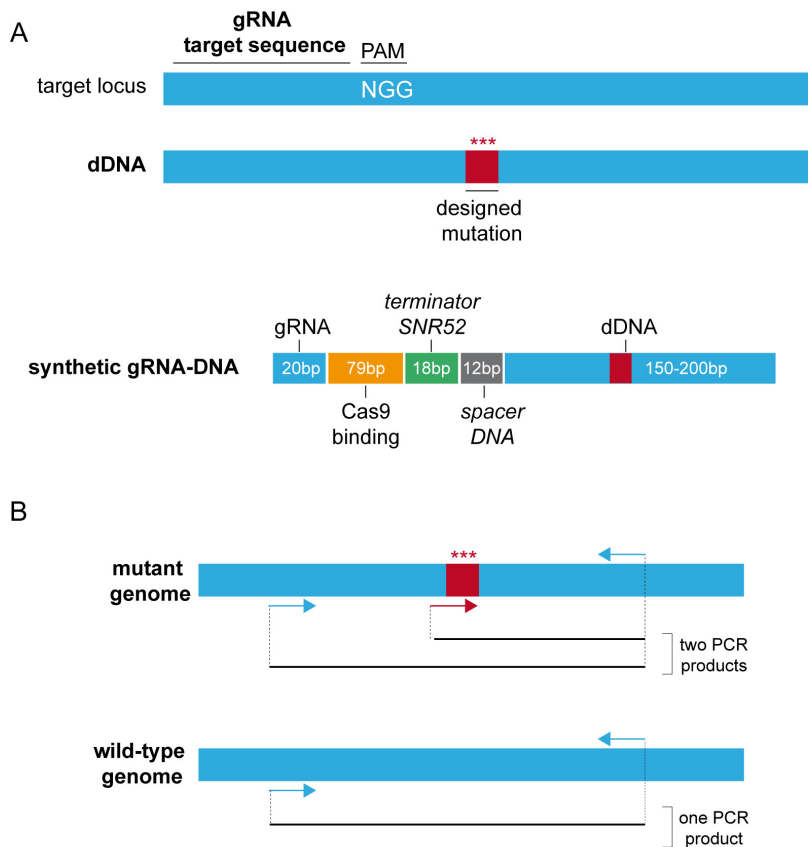 A
gRNA
target sequence
PAM
target locus
NGG
***
dDNA
designed
mutation
terminator
SNR52
gRNA
dDNA
synthetic gRNA-DNA
20bp
79bp
18bp
12bp
150-200bp
Cas9
binding
spacer
DNA
B
***
mutant
genome
two PCR
products
wild-type
genome
one PCR
product